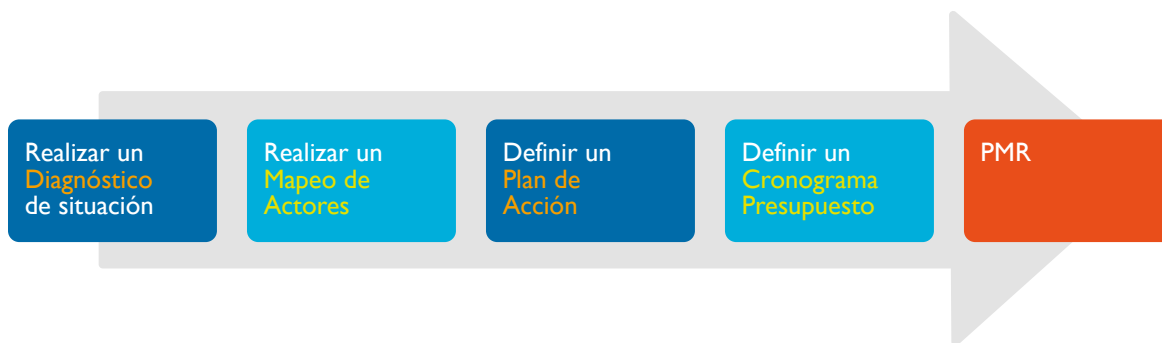 Realizar un
Diagnóstico
de situación
Realizar un
Mapeo de
Actores
Definir un
Plan de
Acción
Definir un
Cronograma
Presupuesto
PMR